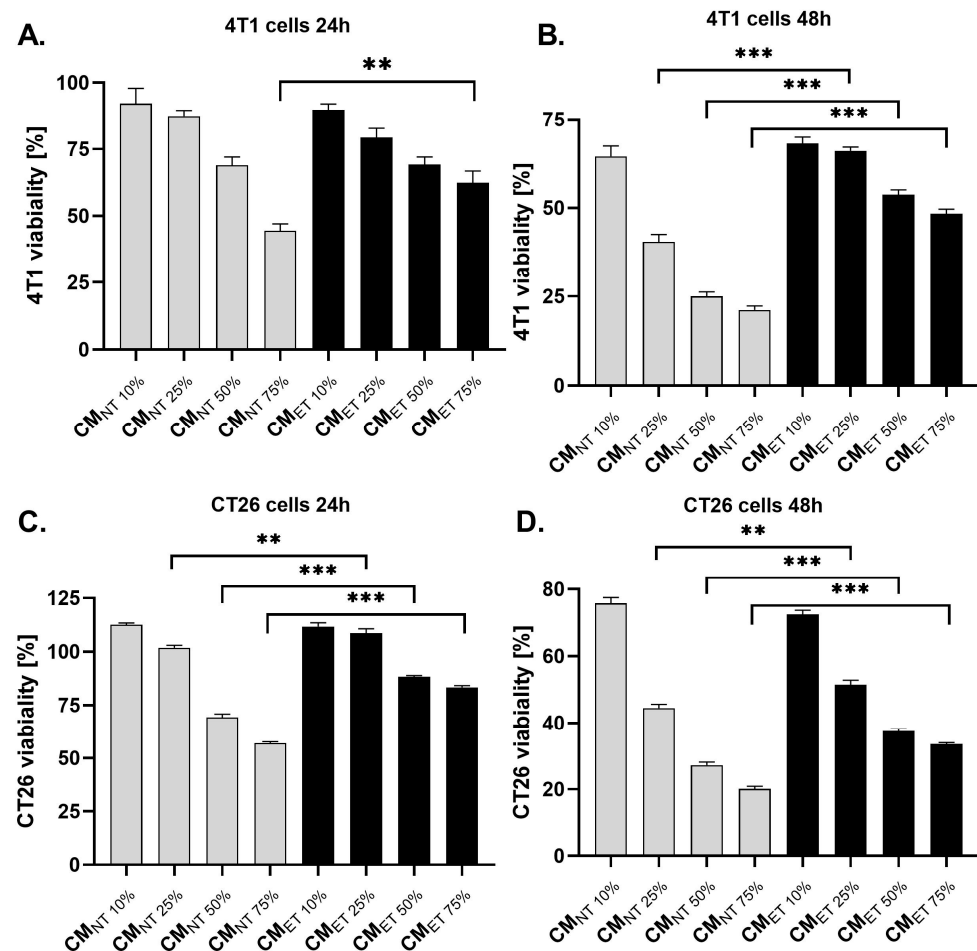 A.
4T1 cells 24h
**
100
75
50
25
0
4T1 viabiality [%]
CMNT 10%
CMNT 25%
CMNT 50%
CMNT 75%
CMET 10%
CMET 25%
CMET 50%
CMET 75%
B.
4T1 cells 48h
***
***
***
75
50
25
0
4T1 viabiality [%]
CMNT 10%
CMNT 25%
CMNT 50%
CMNT 75%
CMET 10%
CMET 25%
CMET 50%
CMET 75%
C.
CT26 cells 24h
**
***
***
125
100
75
50
25
0
CT26 viabiality [%]
CMNT 10%
CMNT 25%
CMNT 50%
CMNT 75%
CMET 10%
CMET 25%
CMET 50%
CMET 75%
D.
CT26 cells 48h
**
***
***
80
60
40
20
0
CT26 viabiality [%]
CMNT 10%
CMNT 25%
CMNT 50%
CMNT 75%
CMET 10%
CMET 25%
CMET 50%
CMET 75%